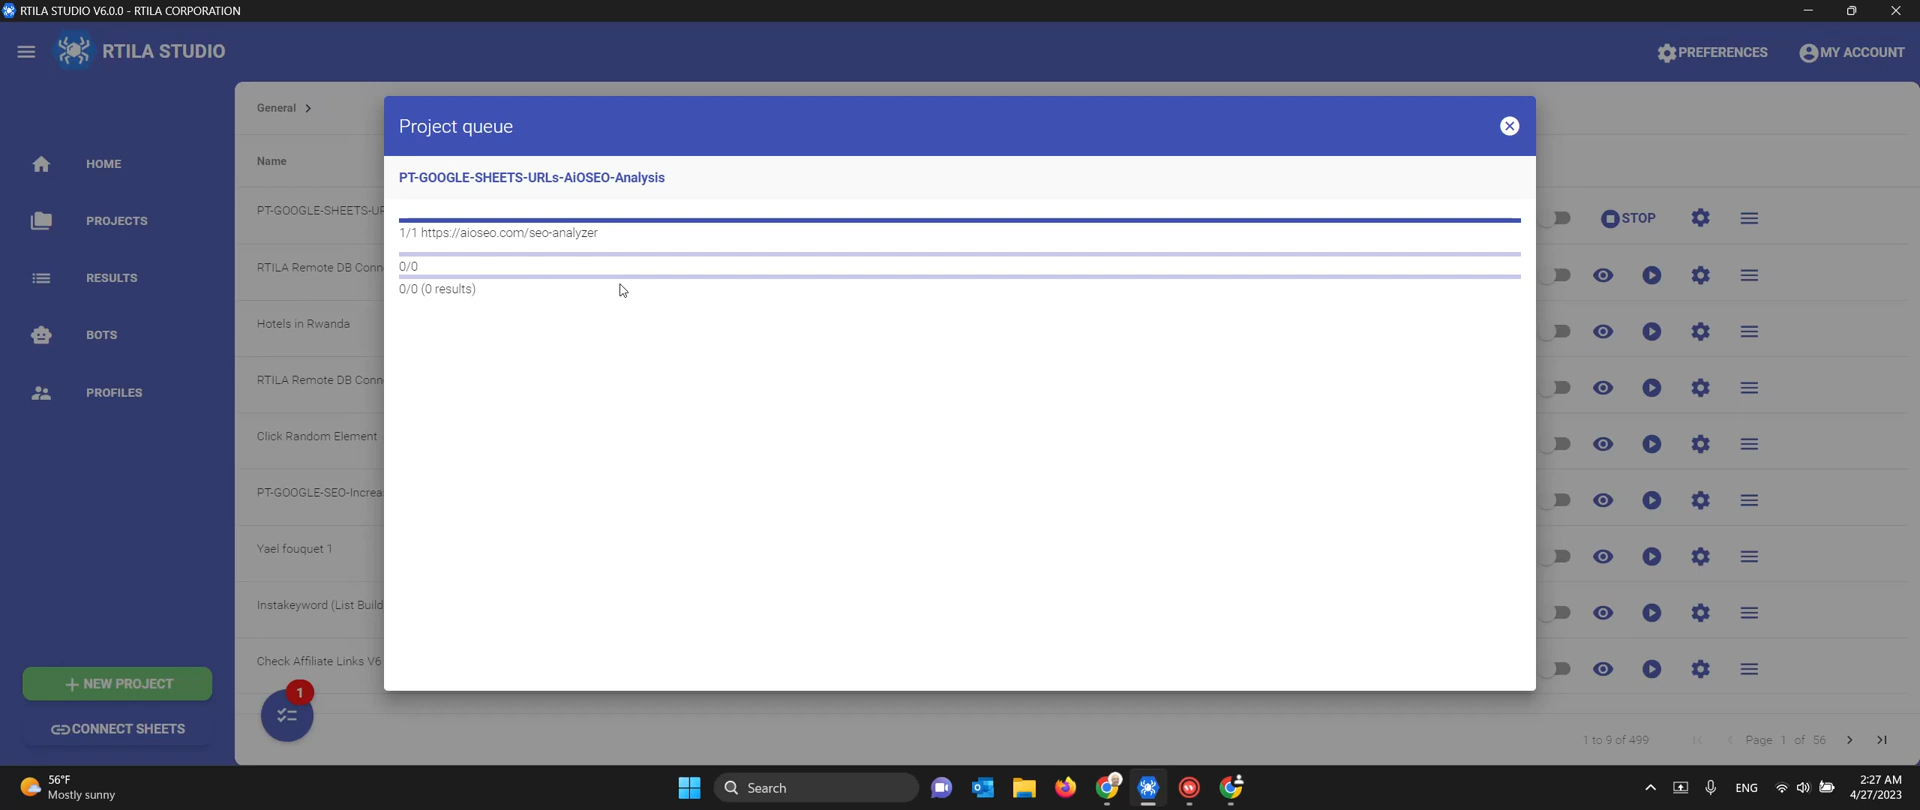 RTILA STUDIO V6.0.0 - RTILA CORPORATION
RTILA STUDIO
PREFERENCES
MY ACCOUNT
General
Project queue
HOME
Name
PT-GOOGLE-SHEETS-URLs-AiOSEO-Analysis
PROJECTS
PT-GOOGLE-SHEETS-UR
STOP
1/1 https://aioseo.com/seo-analyzer
RESULTS
RTILA Remote DB Conn
0/0
0/0 (0 results)
BOTS
Hotels in Rwanda
PROFILES
RTILA Remote DB Conn
Click Random Element
PT-GOOGLE-SEO-Increa
Yael fouquet 1
Instakeyword (List Build
Check Affiliate Links V6
NEW PROJECT
1
CONNECT SHEETS
1 to 9 of 499
Page 1 of 56
56°F
Mostly sunny
Search
ENG
2:27 AM
4/27/2023